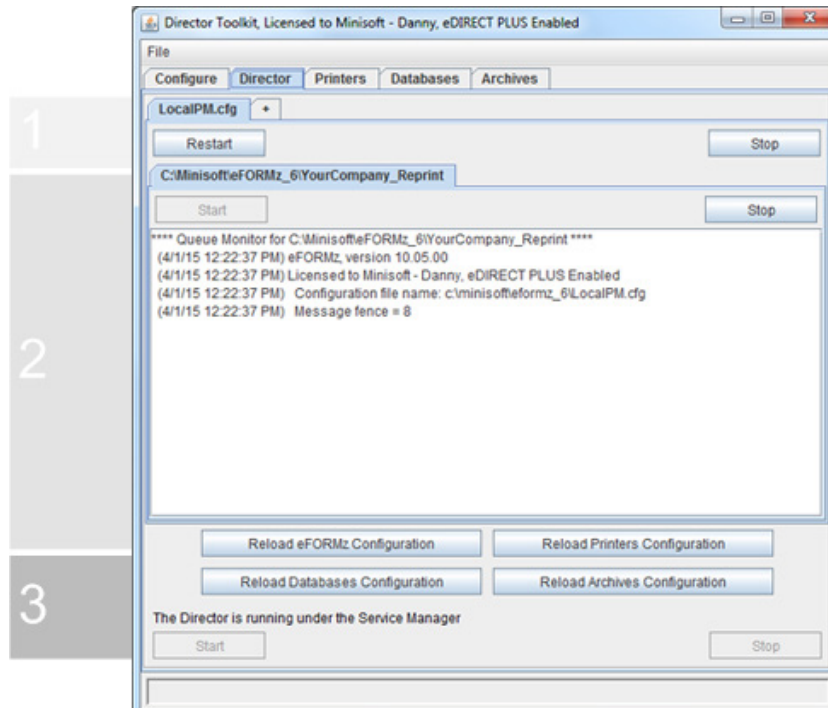 Director Toolkit, Licensed to Minisoft - Danny, eDIRECT PLUS Enabled
File
Configure Director Printers Databases Archives
LocalPM.cfg +
1
Restart Stop
C:\Minisoft\eFORMz_6\YourCompany_Reprint
Start Stop
**** Queue Monitor for C:\Minisoft\eFORMz_6\YourCompany_Reprint ****
(4/1/15 12:22:37 PM) eFORMz, version 10.05.00
(4/1/15 12:22:37 PM) Licensed to Minisoft - Danny, eDIRECT PLUS Enabled
(4/1/15 12:22:37 PM) Configuration file name: c:\minisoft\eformz_6\LocalPM.cfg
(4/1/15 12:22:37 PM) Message fence = 8
2
Reload eFORMz Configuration Reload Printers Configuration
Reload Databases Configuration Reload Archives Configuration
3
The Director is running under the Service Manager
Start Stop